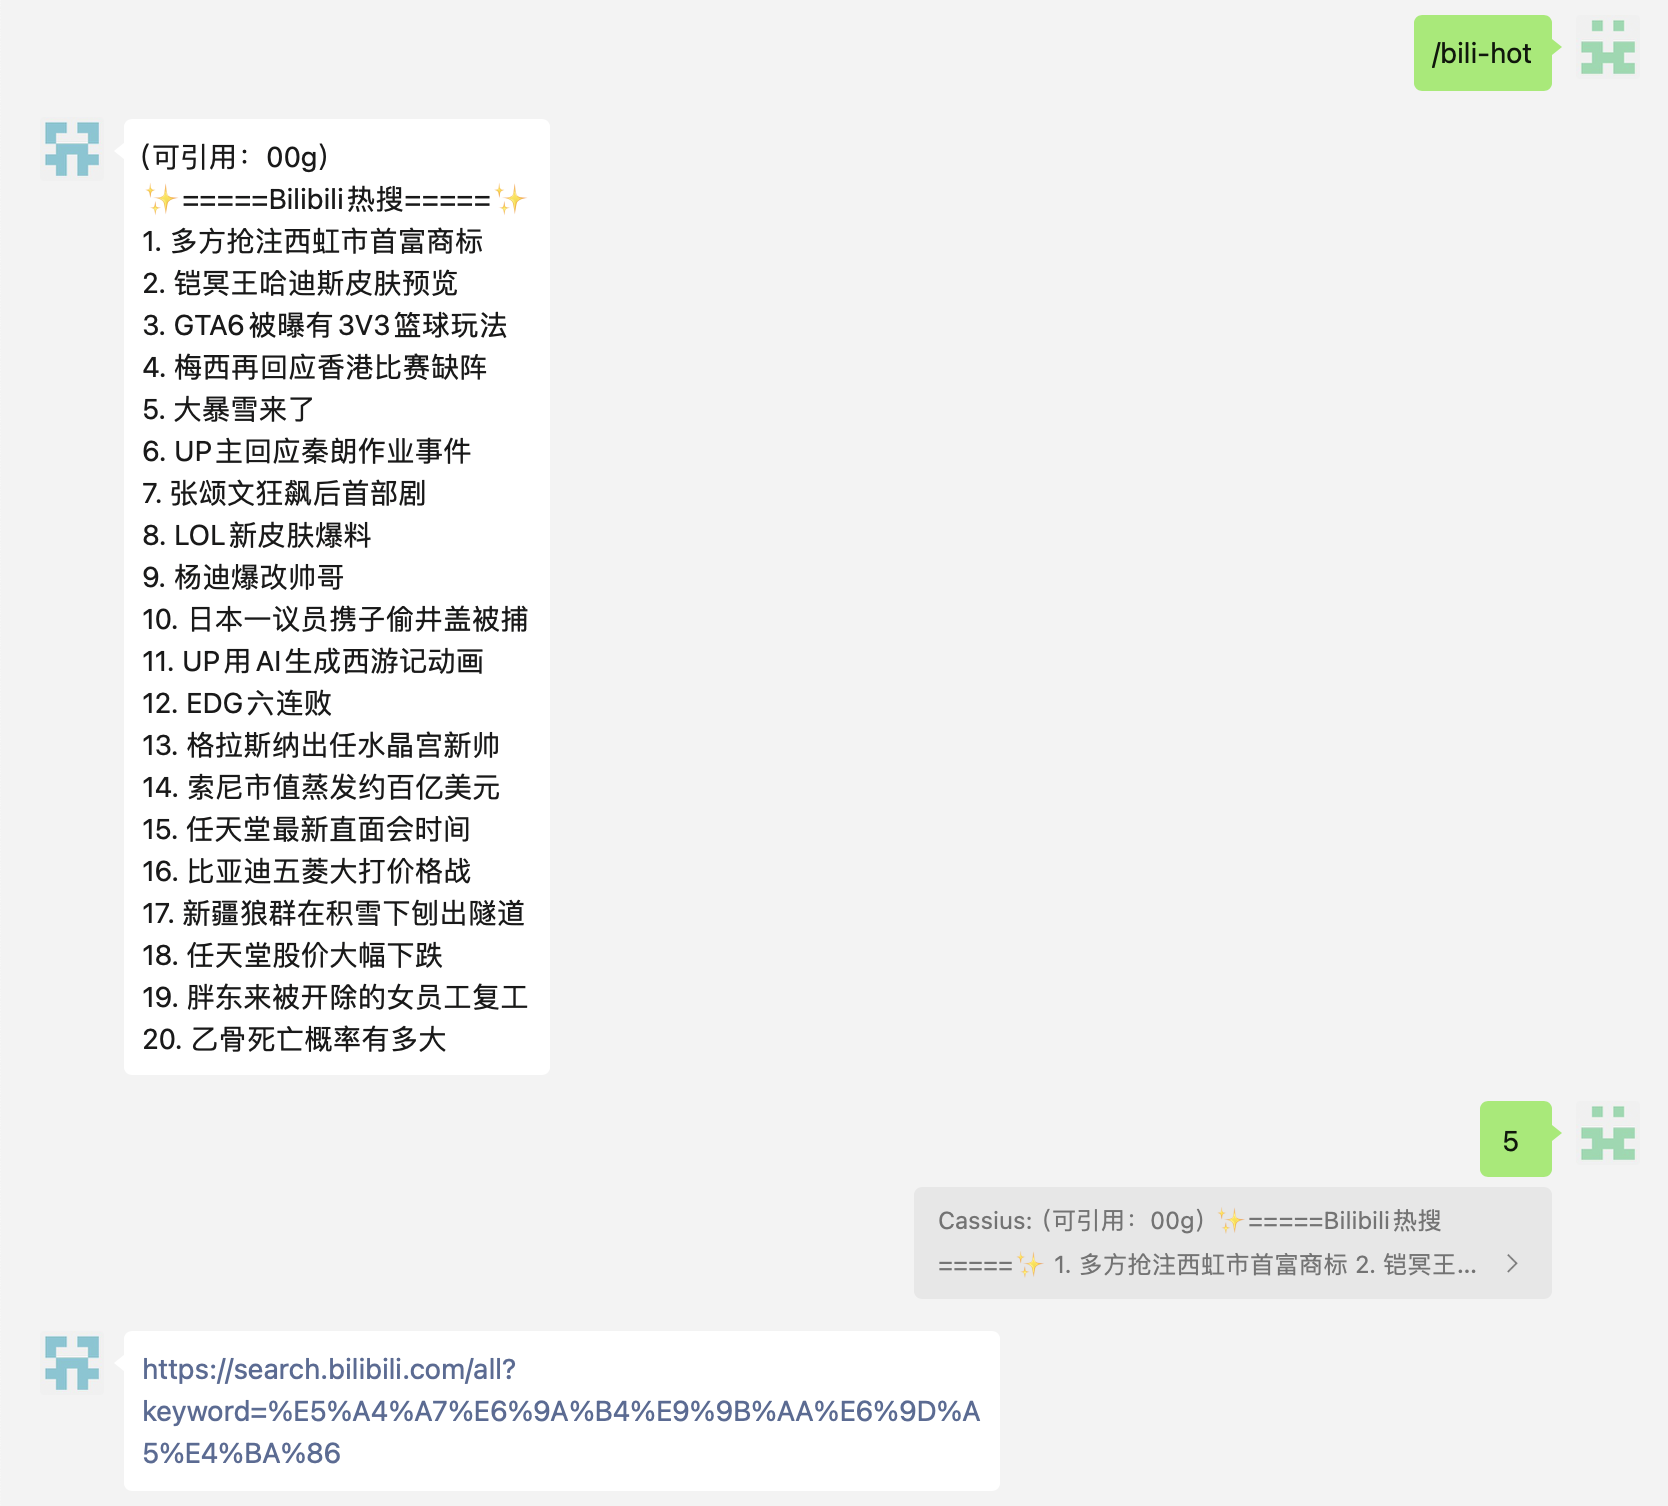 /bili-hot
(可引用：00g)
✨=====Bilibili热搜=====✨
1. 多方抢注西虹市首富商标
2. 铠冥王哈迪斯皮肤预览
3. GTA6被曝有3V3篮球玩法
4. 梅西再回应香港比赛缺阵
5. 大暴雪来了
6. UP主回应秦朗作业事件
7. 张颂文狂飙后首部剧
8. LOL新皮肤爆料
9. 杨迪爆改帅哥
10. 日本一议员携子偷井盖被捕
11. UP用AI生成西游记动画
12. EDG六连败
13. 格拉斯纳出任水晶宫新帅
14. 索尼市值蒸发约百亿美元
15. 任天堂最新直面会时间
16. 比亚迪五菱大打价格战
17. 新疆狼群在积雪下刨出隧道
18. 任天堂股价大幅下跌
19. 胖东来被开除的女员工复工
20. 乙骨死亡概率有多大
5
Cassius: (可引用：00g) ✨=====Bilibili热搜
=====✨ 1. 多方抢注西虹市首富商标 2. 铠冥王...
https://search.bilibili.com/all?
keyword=%E5%A4%A7%E6%9A%B4%E9%9B%AA%E6%9D%A
5%E4%BA%86